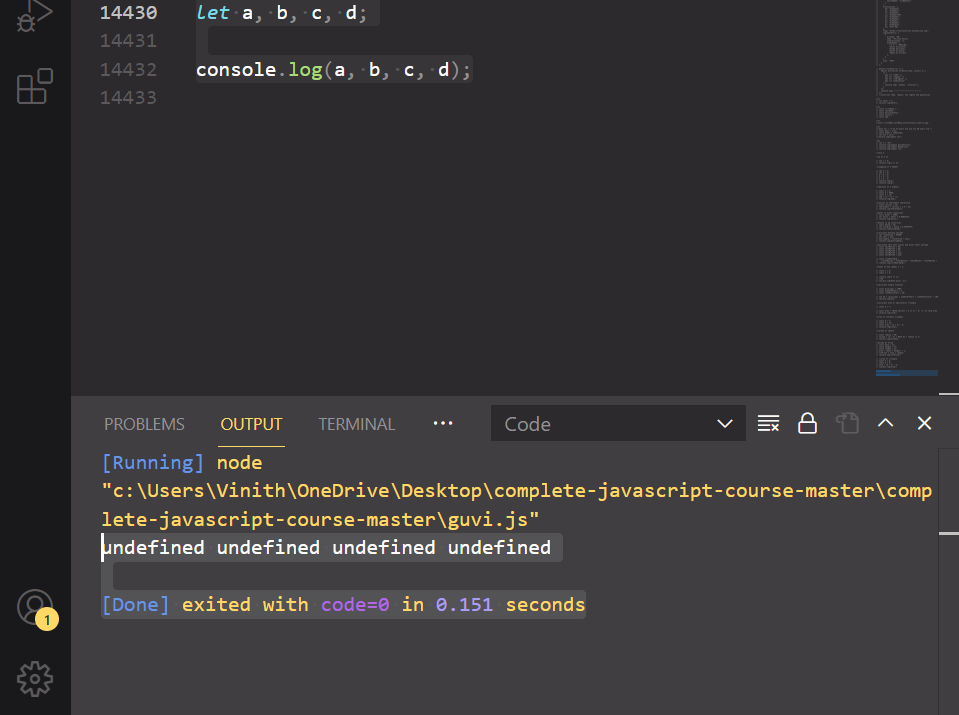 14430 let a, b, c, d;
14431
14432 console.log(a, b, c, d);
14433
PROBLEMS OUTPUT TERMINAL ··· Code
[Running] node
"c:\Users\Vinith\OneDrive\Desktop\complete-javascript-course-master\comp
lete-javascript-course-master\guvi.js"
undefined undefined undefined undefined
[Done] exited with code=0 in 0.151 seconds
1